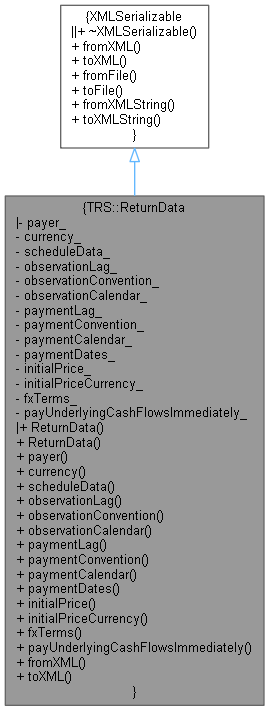 {XMLSerializable
||+ ~XMLSerializable()
+ fromXML()
+ toXML()
+ fromFile()
+ toFile()
+ fromXMLString()
+ toXMLString()
}
{TRS::ReturnData
|- payer_
- currency_
- scheduleData_
- observationLag_
- observationConvention_
- observationCalendar_
- paymentLag_
- paymentConvention_
- paymentCalendar_
- paymentDates_
- initialPrice_
- initialPriceCurrency_
- fxTerms_
- payUnderlyingCashFlowsImmediately_
|+ ReturnData()
+ ReturnData()
+ payer()
+ currency()
+ scheduleData()
+ observationLag()
+ observationConvention()
+ observationCalendar()
+ paymentLag()
+ paymentConvention()
+ paymentCalendar()
+ paymentDates()
+ initialPrice()
+ initialPriceCurrency()
+ fxTerms()
+ payUnderlyingCashFlowsImmediately()
+ fromXML()
+ toXML()
}